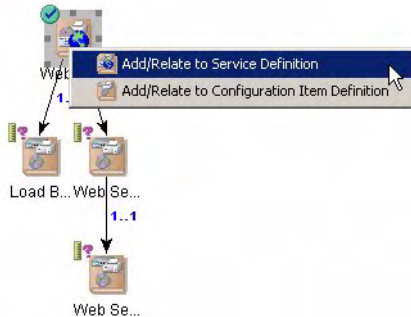 Add/Relate to Service Definition
Web
Add/Relate to Configuration Item Definition
1..
Load B...
Web Se...
1..1
Web Se...